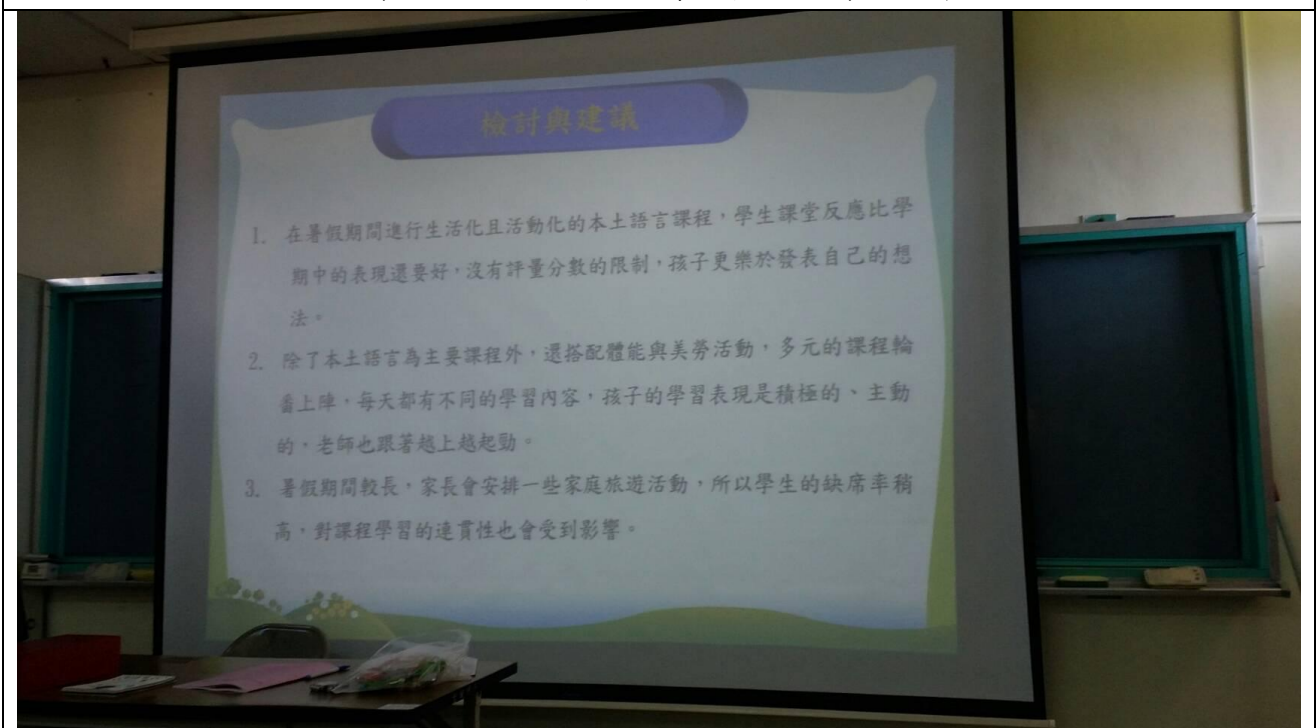 檢討與建議
1. 在暑假期間進行生活化且活動化的本土語言課程，學生課堂反應比學
期中的表現還要好，沒有評量分數的限制，孩子更樂於發表自己的想
法。
2. 除了本土語言為主要課程外，還搭配體能與美勞活動，多元的課程輪
番上陣，每天都有不同的學習內容，孩子的學習表現是積極的、主動
的，老師也跟著越上越起勁。
3. 暑假期間較長，家長會安排一些家庭旅遊活動，所以學生的缺席率稍
高，對課程學習的連貫性也會受到影響。